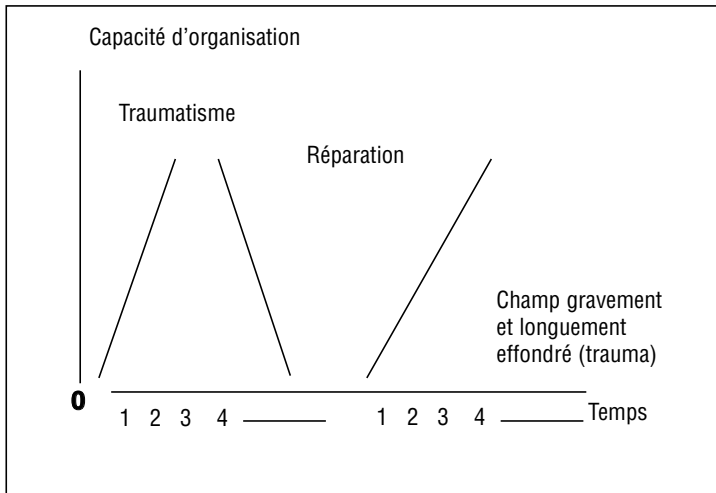 Capacité d'organisation
Traumatisme
Réparation
Champ gravement
et longuement
effondré (trauma)
0
1 2 3 4 1 2 3 4 Temps